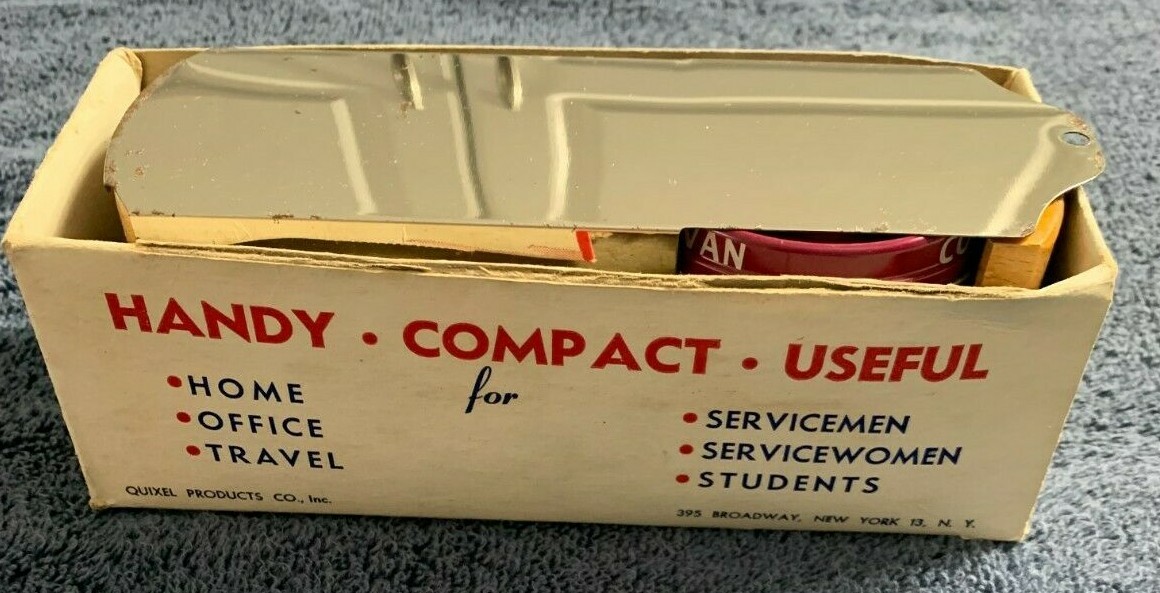 VAN
HANDY • COMPACT • USEFUL
for
• HOME
• OFFICE
• TRAVEL
• SERVICEMEN
• SERVICEWOMEN
• STUDENTS
QUIXEL PRODUCTS CO., Inc.
395 BROADWAY, NEW YORK 13, N. Y.